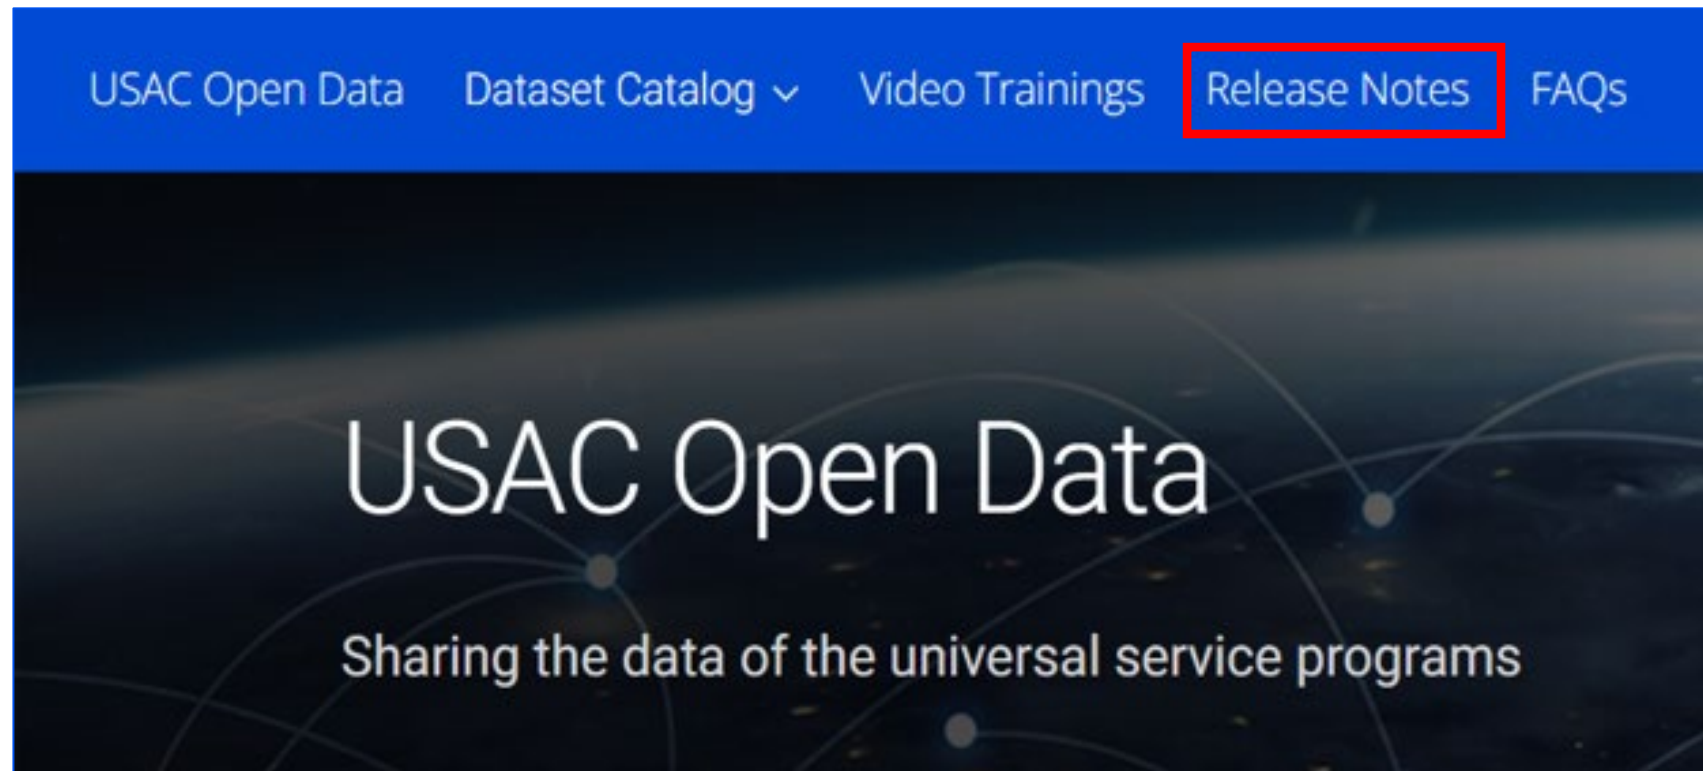 USAC Open Data Dataset Catalog Video Trainings Release Notes FAQs
USAC Open Data
Sharing the data of the universal service programs